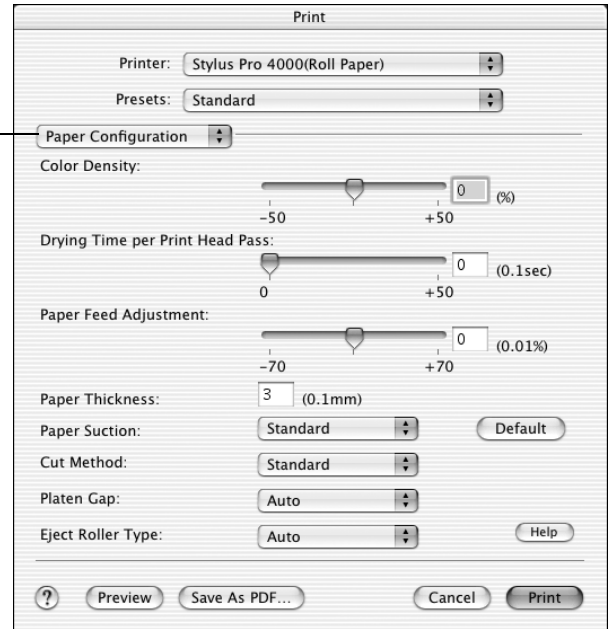 Print
Printer: Stylus Pro 4000(Roll Paper)
Presets: Standard
Paper Configuration
Color Density:
0 (%)
-50 +50
Drying Time per Print Head Pass:
0 (0.1sec)
0 +50
Paper Feed Adjustment:
0 (0.01%)
-70 +70
Paper Thickness: 3 (0.1mm)
Paper Suction: Standard Default
Cut Method: Standard
Platen Gap: Auto
Eject Roller Type: Auto Help
? Preview Save As PDF... Cancel Print